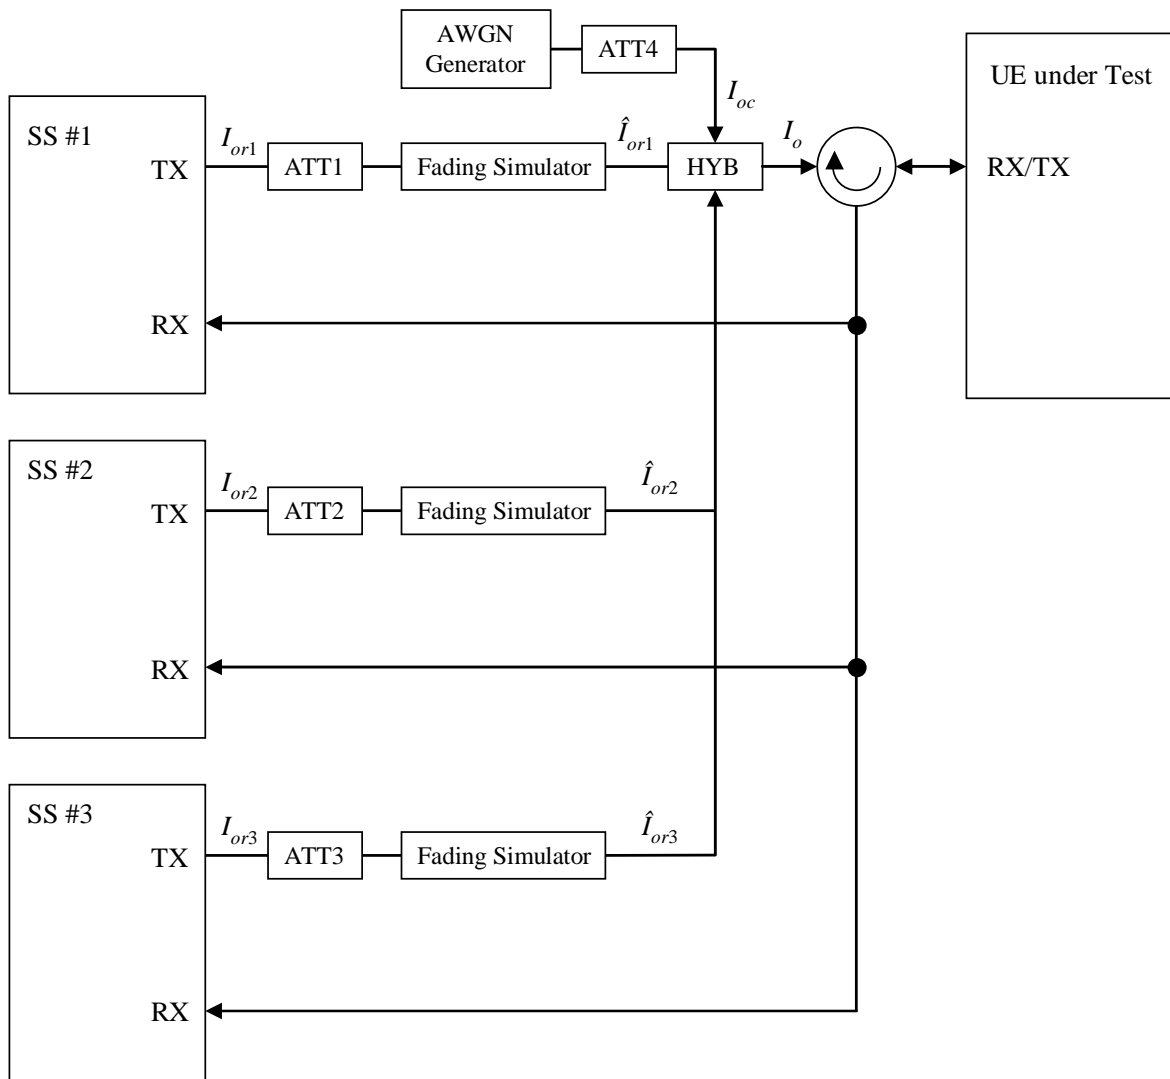 AWGN
Generator
ATT4
UE under Test
I_oc
SS #1
I_or1
Î_or1
I_o
TX
ATT1
Fading Simulator
HYB
RX/TX
RX
SS #2
I_or2
Î_or2
TX
ATT2
Fading Simulator
RX
SS #3
I_or3
Î_or3
TX
ATT3
Fading Simulator
RX